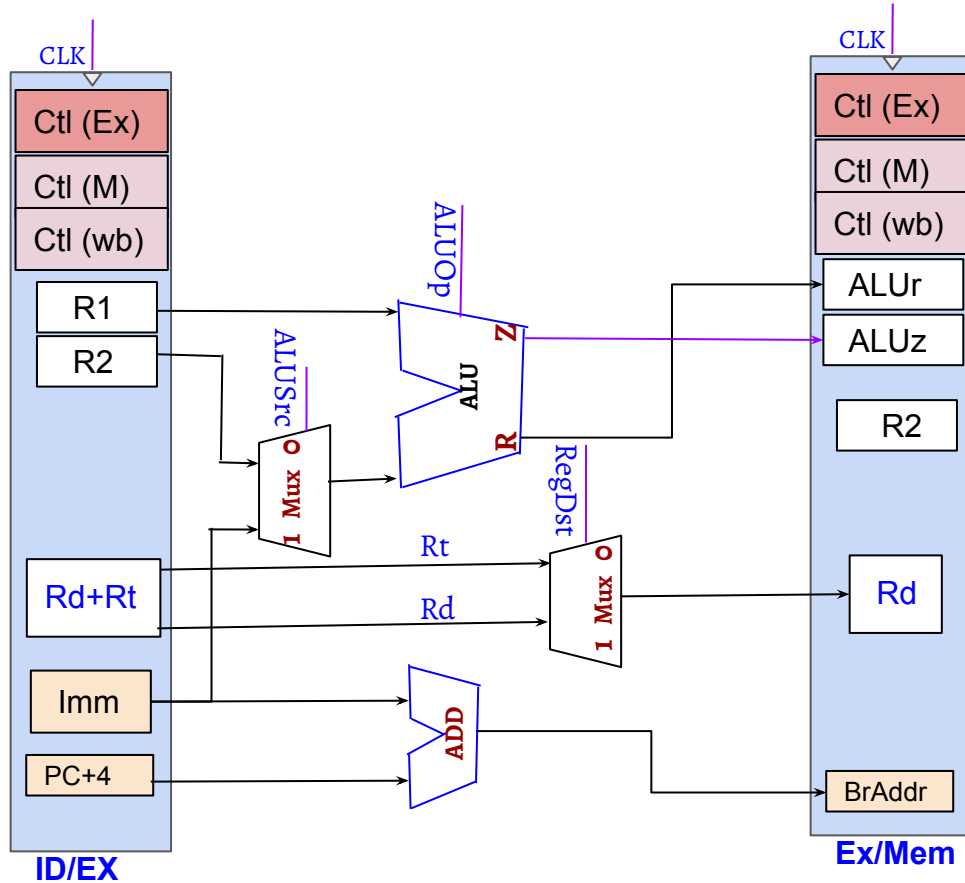 CLK
CLK
Ctl (Ex)
Ctl (M)
Ctl (wb)
R1
R2
Rd+Rt
Imm
PC+4
ID/EX
ALUSrc
0
Mux
1
ALUOp
Z
ALU
R
Rt
Rd
RegDst
0
Mux
1
ADD
Ctl (Ex)
Ctl (M)
Ctl (wb)
ALUr
ALUz
R2
Rd
BrAddr
Ex/Mem